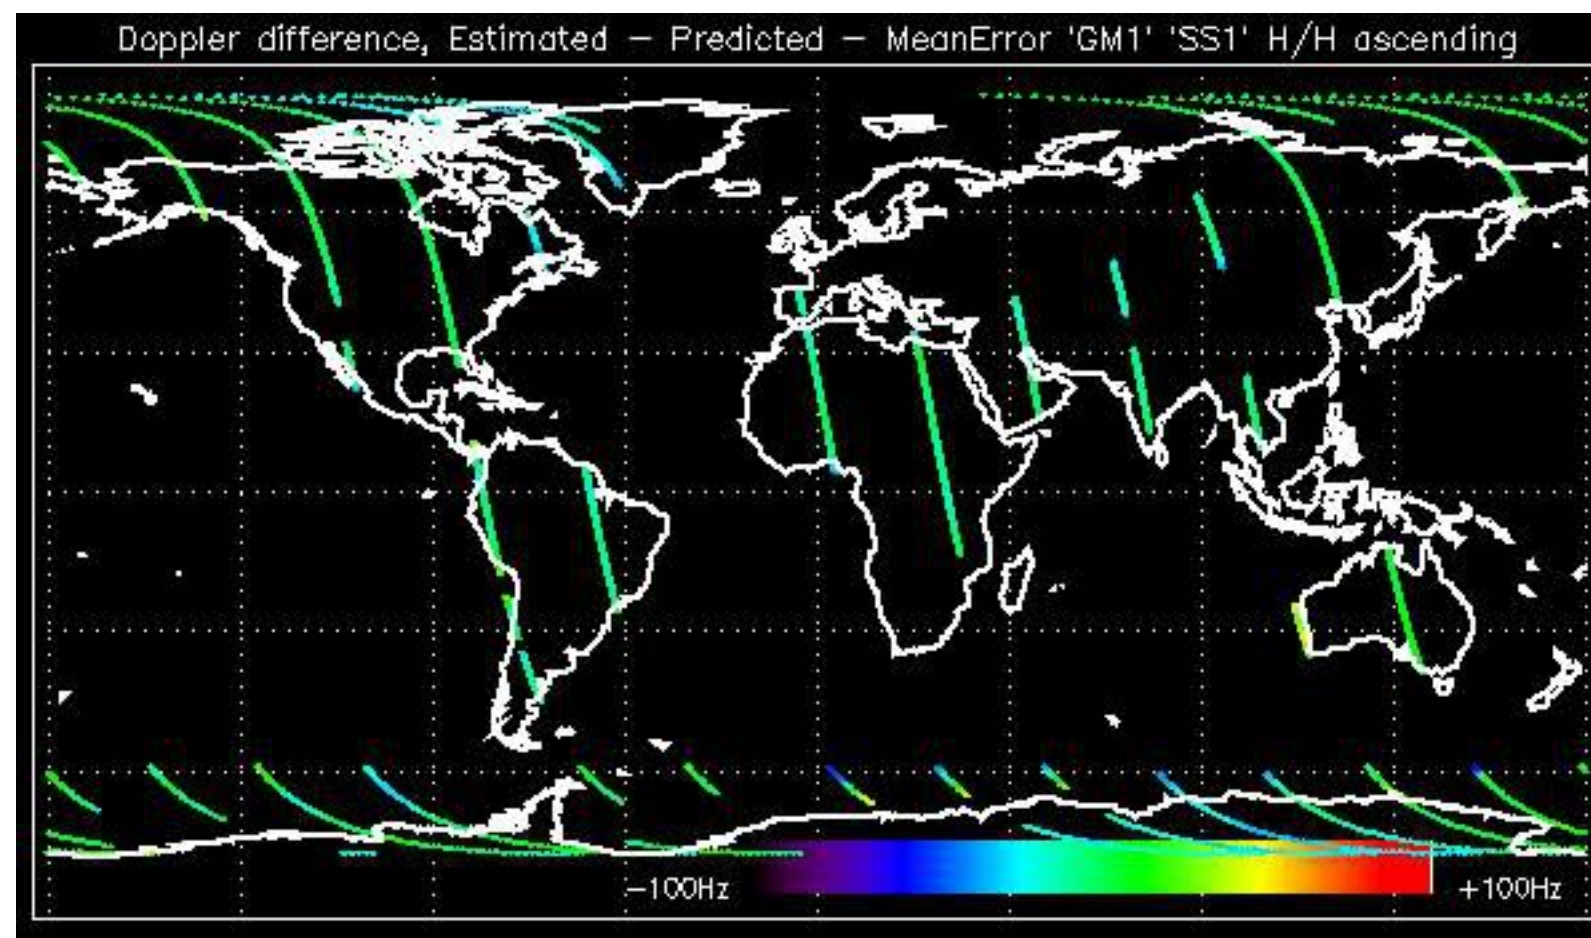 Doppler difference, Estimated – Predicted – MeanError 'GM1' 'SS1' H/H ascending
-100Hz
+100Hz